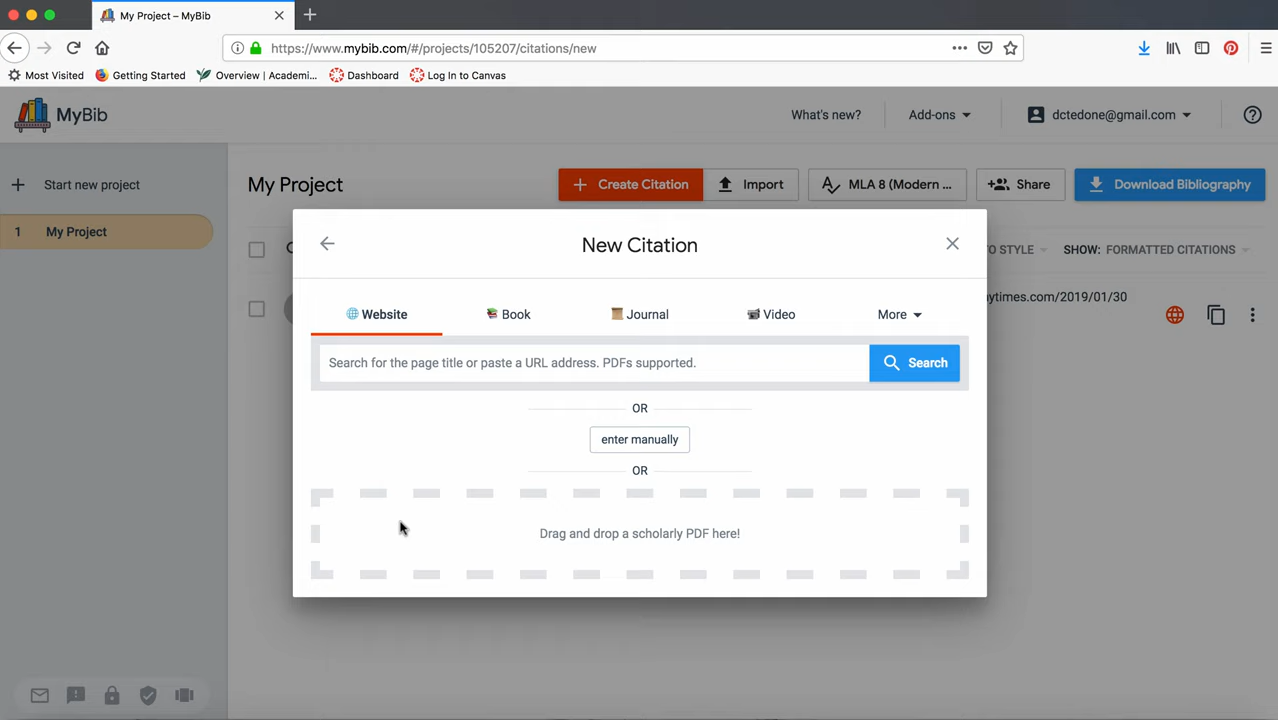 My Project – MyBib
https://www.mybib.com/#/projects/105207/citations/new
Most Visited Getting Started Overview | Academi... Dashboard Log In to Canvas
MyBib What's new? Add-ons dctedone@gmail.com
Start new project My Project Create Citation Import MLA 8 (Modern ... Share Download Bibliography
1 My Project
New Citation
O STYLE SHOW: FORMATTED CITATIONS
ytimes.com/2019/01/30
Website Book Journal Video More
Search for the page title or paste a URL address. PDFs supported. Search
OR
enter manually
OR
Drag and drop a scholarly PDF here!